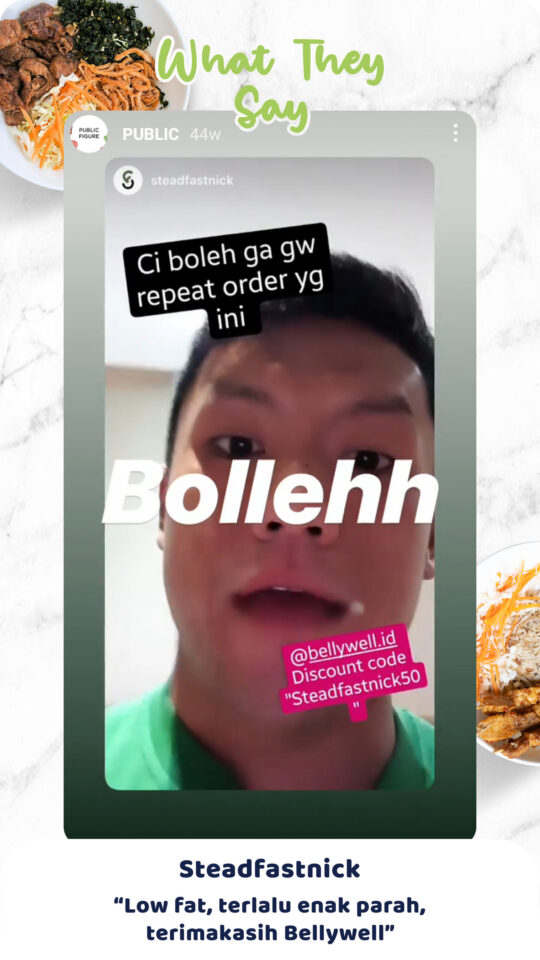 What They
Say
PUBLIC
FIGURE
PUBLIC 44w
steadfastnick
Ci boleh ga gw
repeat order yg
ini
Bollehh
@bellywell.id
Discount code
"Steadfastnick50
"
Steadfastnick
“Low fat, terlalu enak parah,
terimakasih Bellywell”